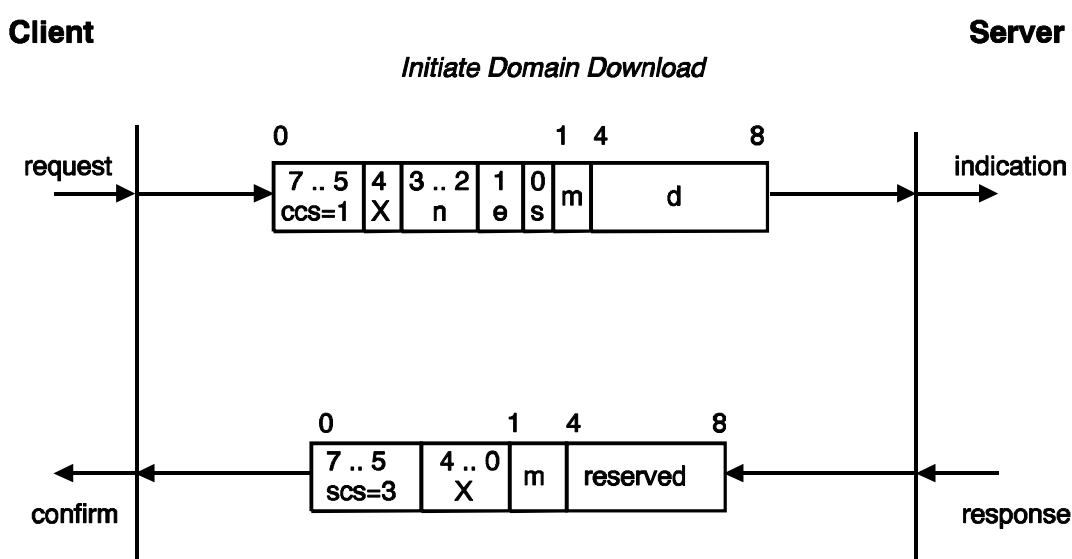 Client Server
Initiate Domain Download
0 1 4 8
request indication
7 .. 5 4 3 .. 2 1 0
ccs=1 X n e s m d
0 1 4 8
7 .. 5 4 .. 0
scs=3 X m reserved
confirm response